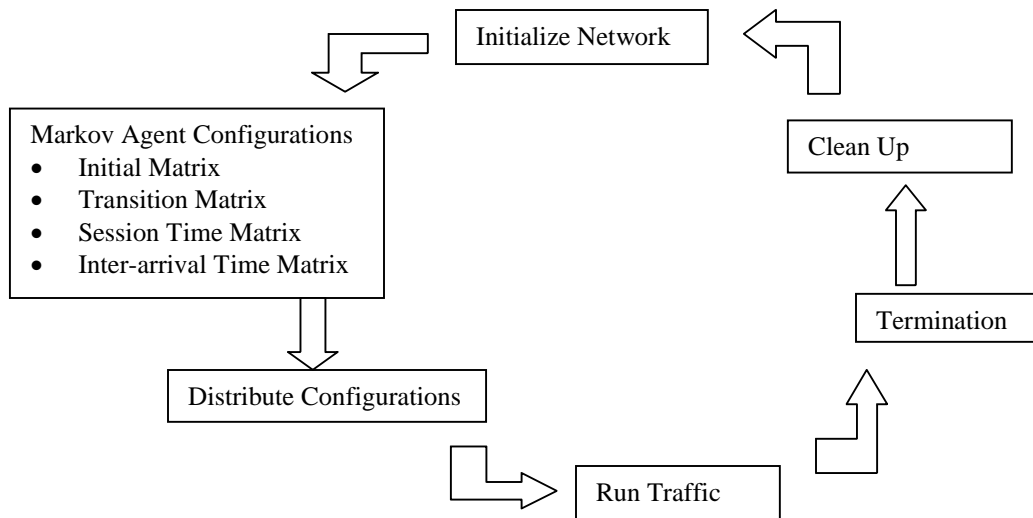 Initialize Network
Markov Agent Configurations
• Initial Matrix
• Transition Matrix
• Session Time Matrix
• Inter-arrival Time Matrix
Clean Up
Termination
Distribute Configurations
Run Traffic